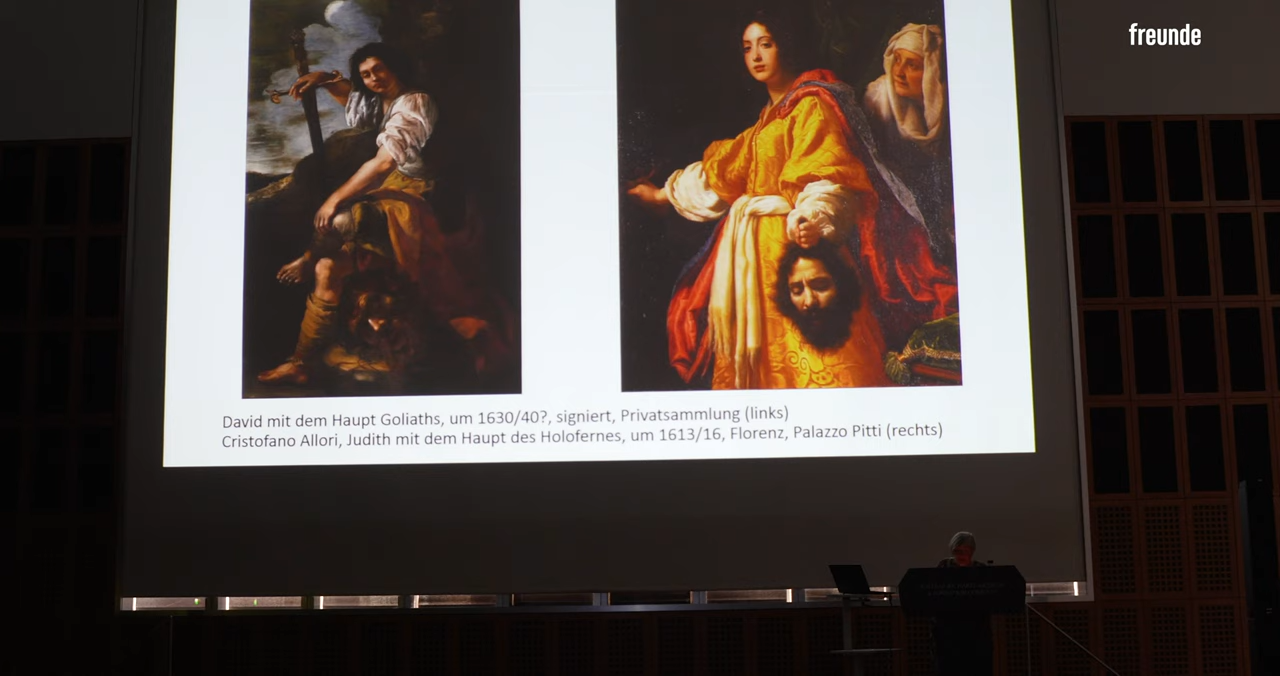 freunde
David mit dem Haupt Goliaths, um 1630/40?, signiert, Privatsammlung (links)
Cristofano Allori, Judith mit dem Haupt des Holofernes, um 1613/16, Florenz, Palazzo Pitti (rechts)